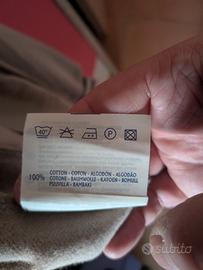 40°
P
100%
COTTON - COTON - ALGODÓN - ALGODÃO
COTONE - BAUMWOLLE - KATOEN - BOMULL
PUUVILLA - BAMBAKI
subito